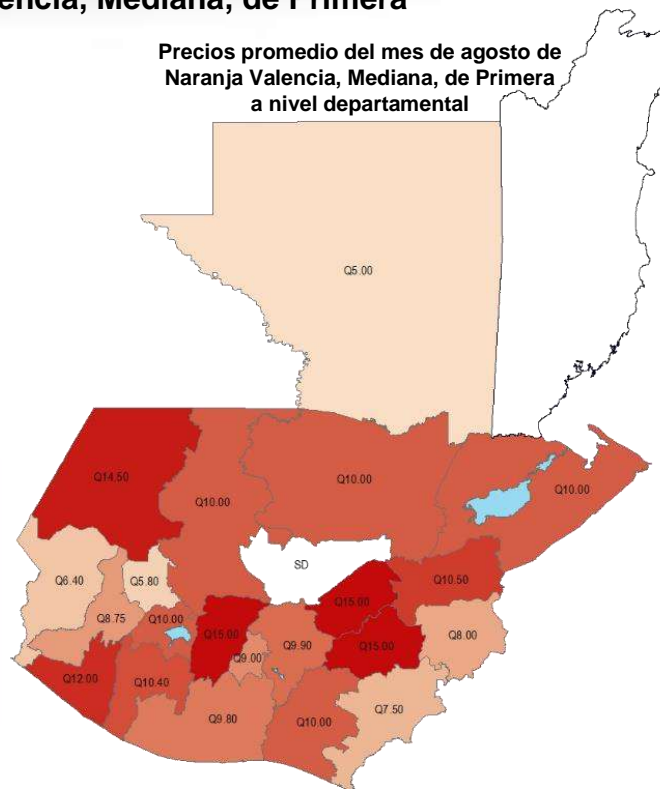 encia, Mediana, de Primera
Precios promedio del mes de agosto de
Naranja Valencia, Mediana, de Primera
a nivel departamental
Q5.00
Q14.50
Q10.00
Q10.00
Q10.00
SD
Q6.40
Q5.80
Q10.50
Q15.00
Q8.75
Q10.00
Q15.00
Q9.90
Q15.00
Q8.00
Q9.00
Q12.00
Q10.40
Q7.50
Q9.80
Q10.00